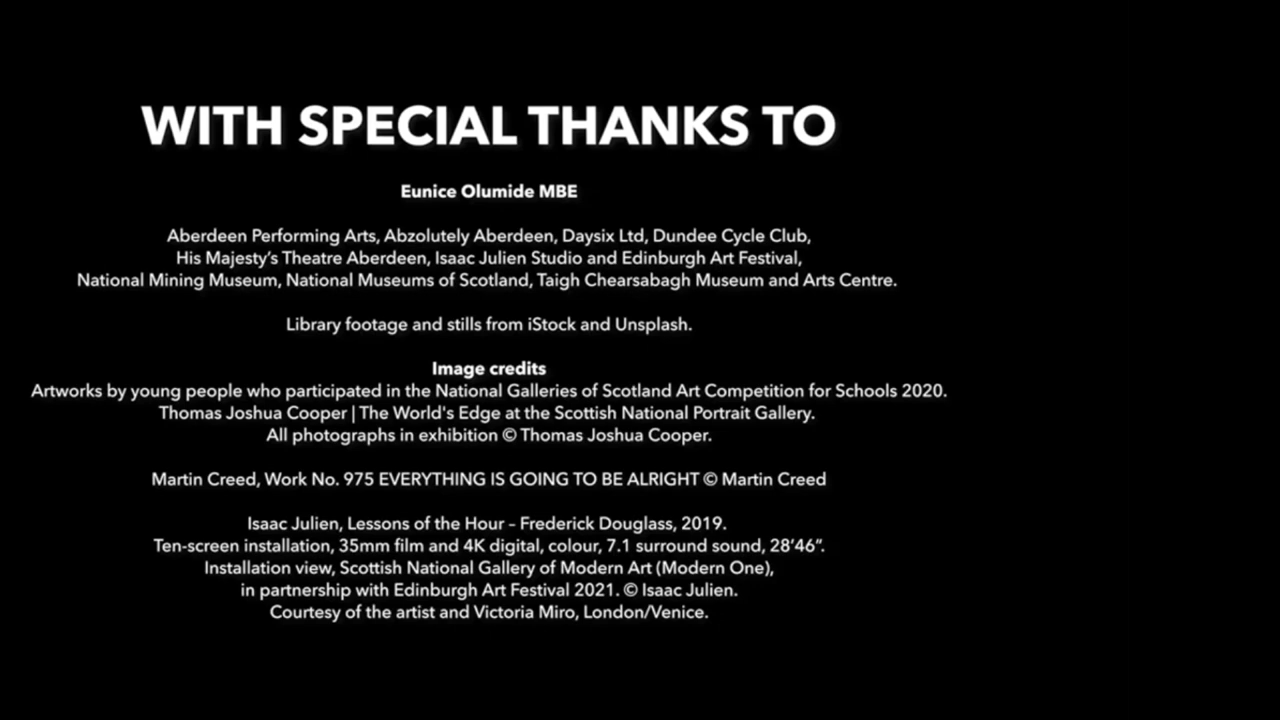 WITH SPECIAL THANKS TO
Eunice Olumide MBE
Aberdeen Performing Arts, Abzolutely Aberdeen, Daysix Ltd, Dundee Cycle Club,
His Majesty’s Theatre Aberdeen, Isaac Julien Studio and Edinburgh Art Festival,
National Mining Museum, National Museums of Scotland, Taigh Chearsabagh Museum and Arts Centre.
Library footage and stills from iStock and Unsplash.
Image credits
Artworks by young people who participated in the National Galleries of Scotland Art Competition for Schools 2020.
Thomas Joshua Cooper | The World's Edge at the Scottish National Portrait Gallery.
All photographs in exhibition © Thomas Joshua Cooper.
Martin Creed, Work No. 975 EVERYTHING IS GOING TO BE ALRIGHT © Martin Creed
Isaac Julien, Lessons of the Hour – Frederick Douglass, 2019.
Ten-screen installation, 35mm film and 4K digital, colour, 7.1 surround sound, 28‘46”.
Installation view, Scottish National Gallery of Modern Art (Modern One),
in partnership with Edinburgh Art Festival 2021. © Isaac Julien.
Courtesy of the artist and Victoria Miro, London/Venice.